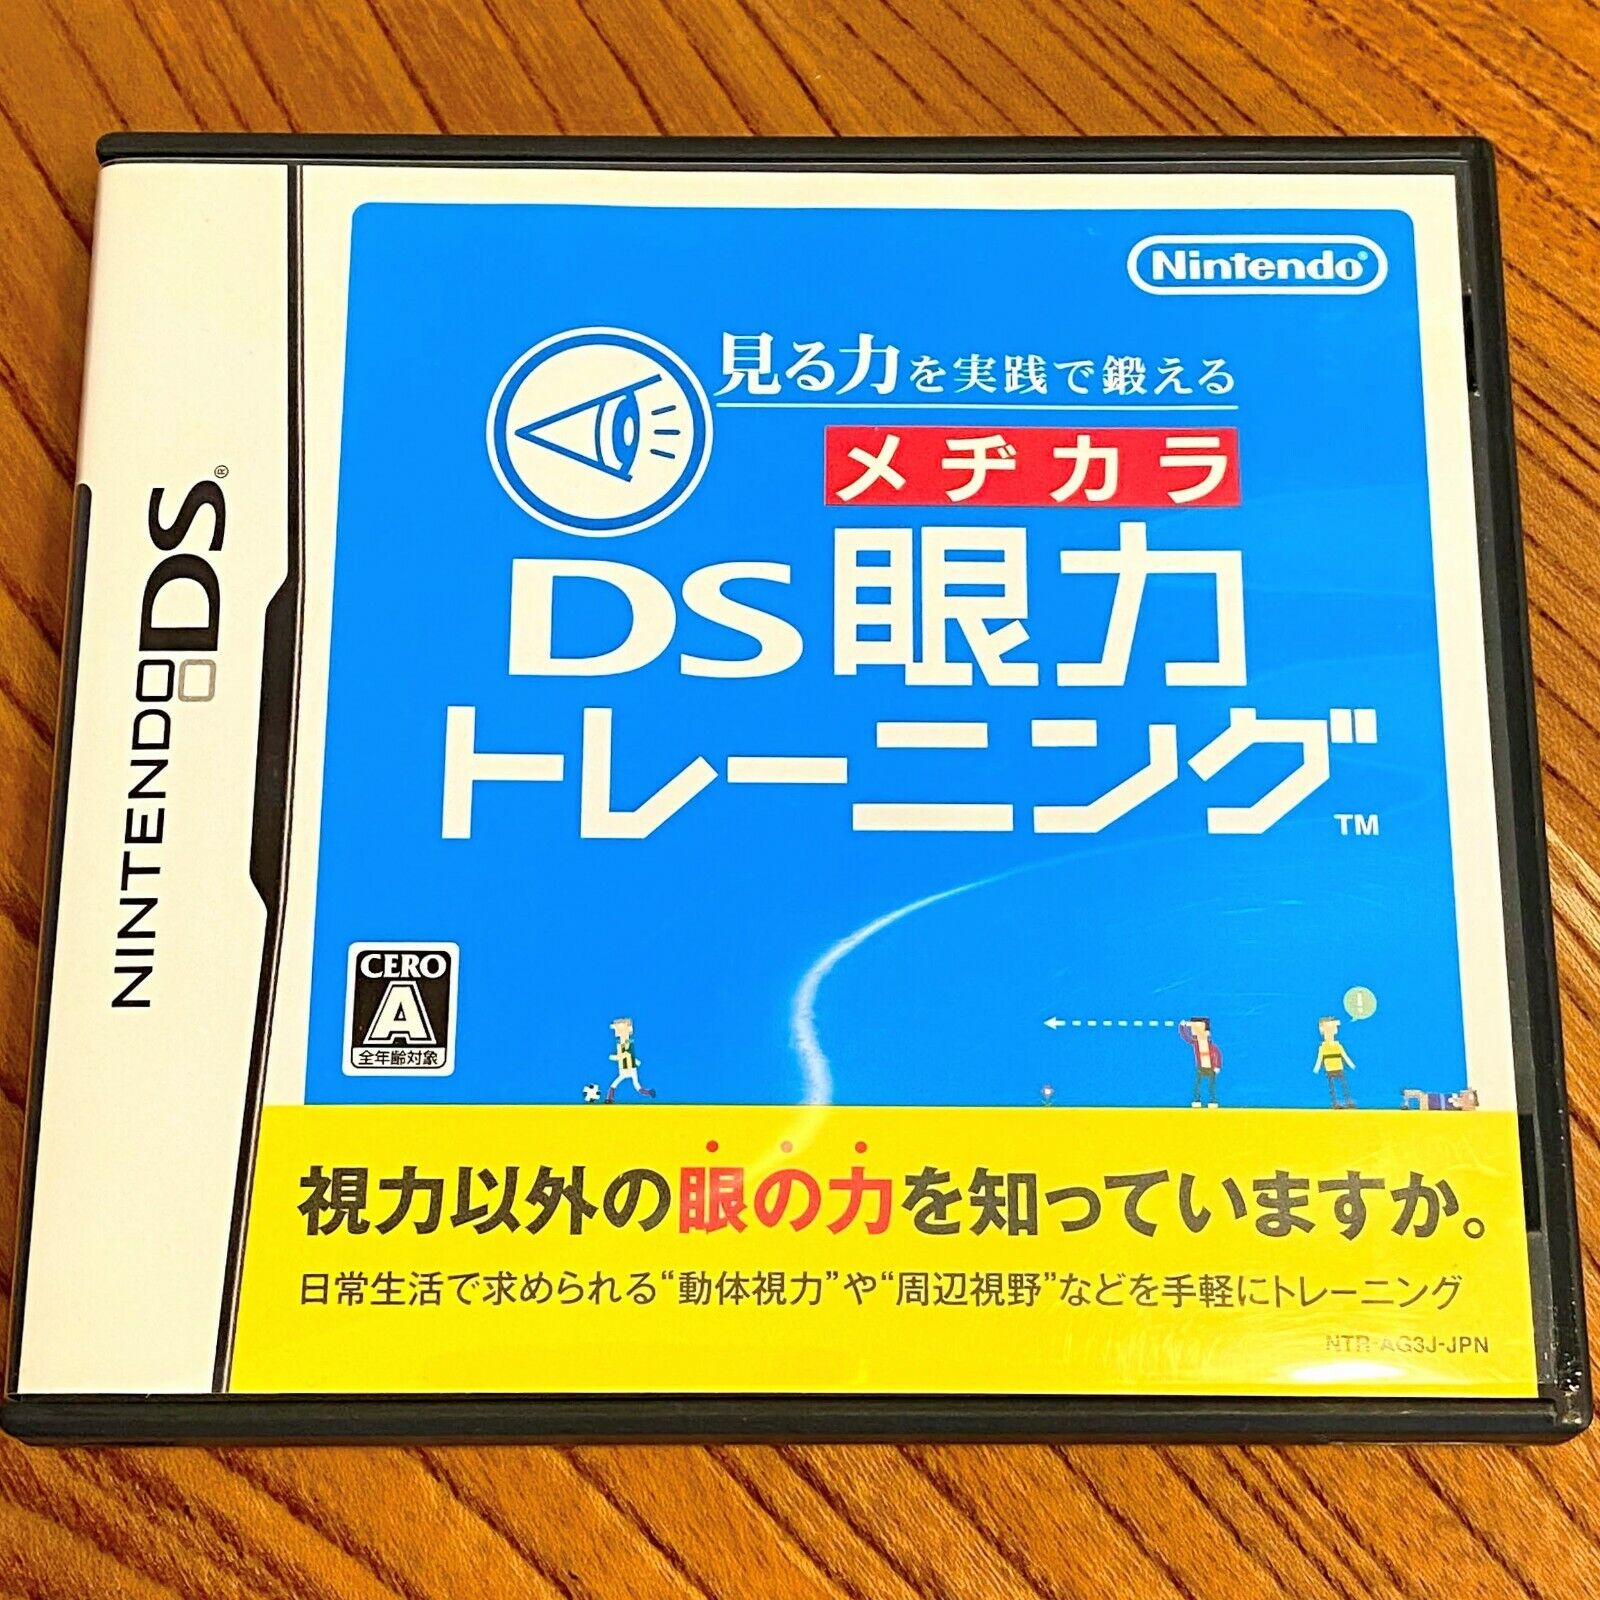 NINTENDO DS®
Nintendo®
見る力を実践で鍛える
メヂカラ
DS眼力
トレーニング™
CERO
A
全年齢対象
!
視力以外の眼の力を知っていますか。
日常生活で求められる“動体視力”や“周辺視野”などを手軽にトレーニング
NTR-AG3J-JPN